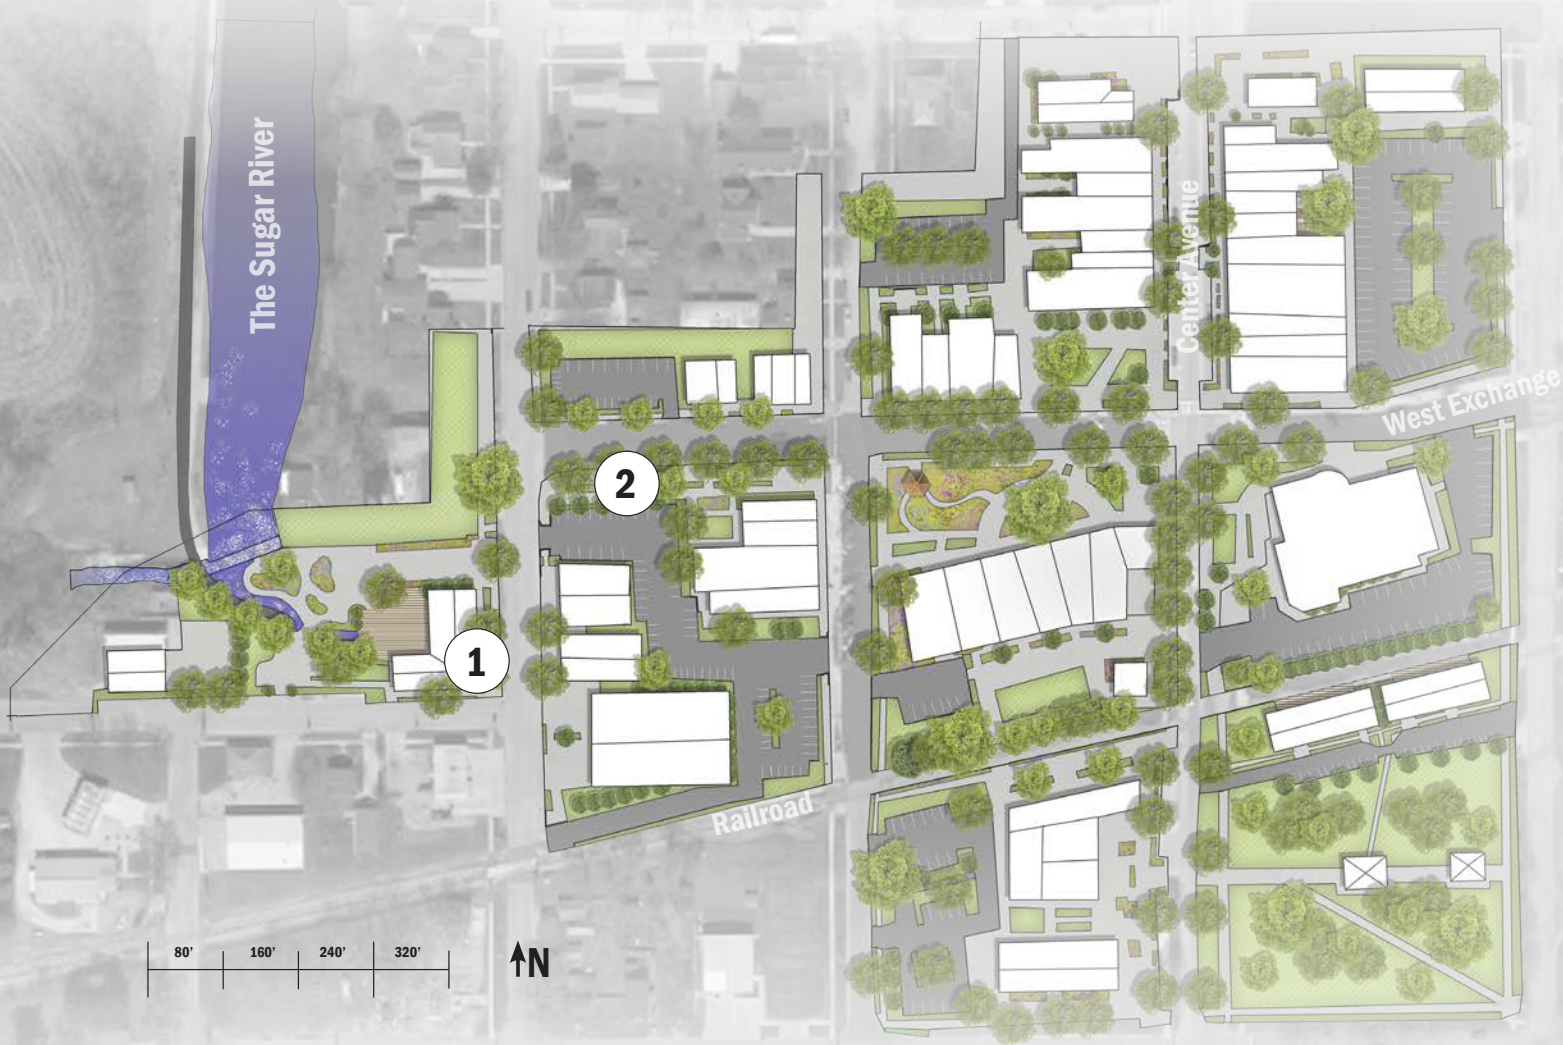 The Sugar River
Center Avenue
West Exchange
2
1
Railroad
80’ 160’ 240’ 320’
N